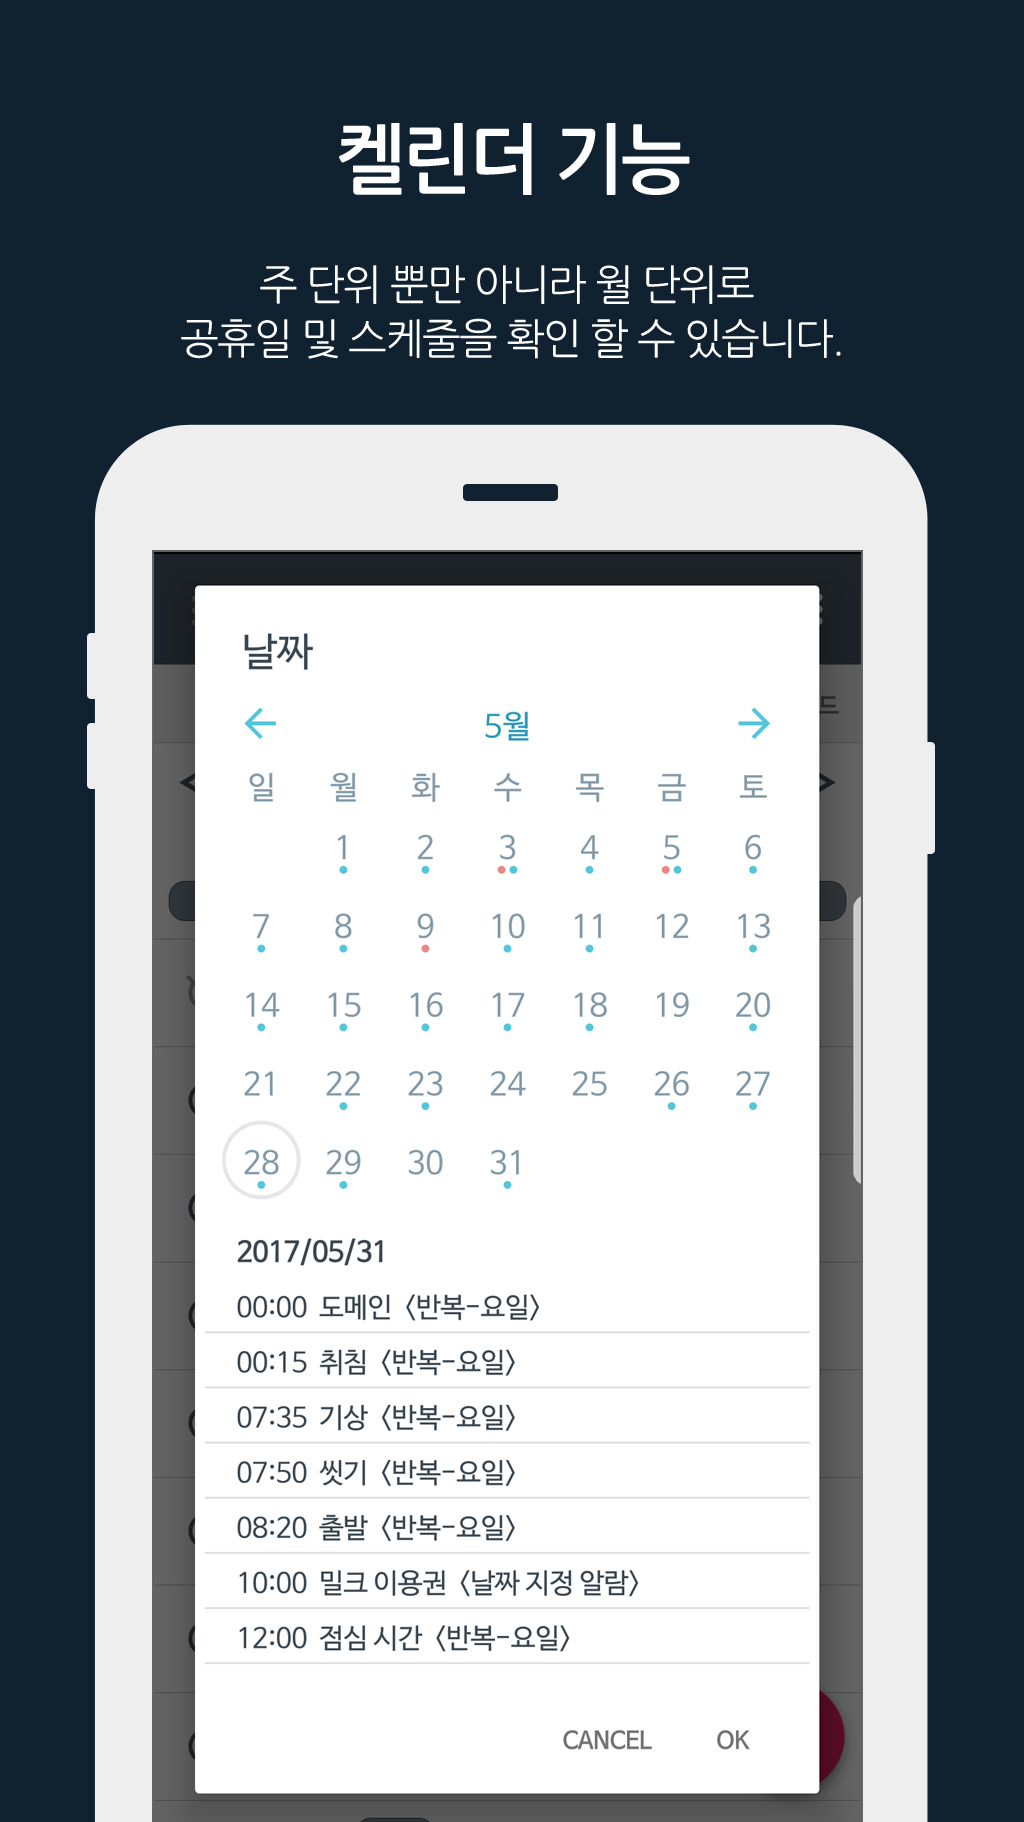 켈린더 기능
주 단위 뿐만 아니라 월 단위로
공휴일 및 스케줄을 확인 할 수 있습니다.
날짜
드
5월
일 월 화 수 목 금 토
1 2 3 4 5 6
7 8 9 10 11 12 13
14 15 16 17 18 19 20
21 22 23 24 25 26 27
28 29 30 31
2017/05/31
00:00 도메인 〈반복-요일〉
00:15 취침 〈반복-요일〉
07:35 기상 〈반복-요일〉
07:50 씻기 〈반복-요일〉
08:20 출발 〈반복-요일〉
10:00 밀크 이용권 〈날짜 지정 알람〉
12:00 점심 시간 〈반복-요일〉
CANCEL OK